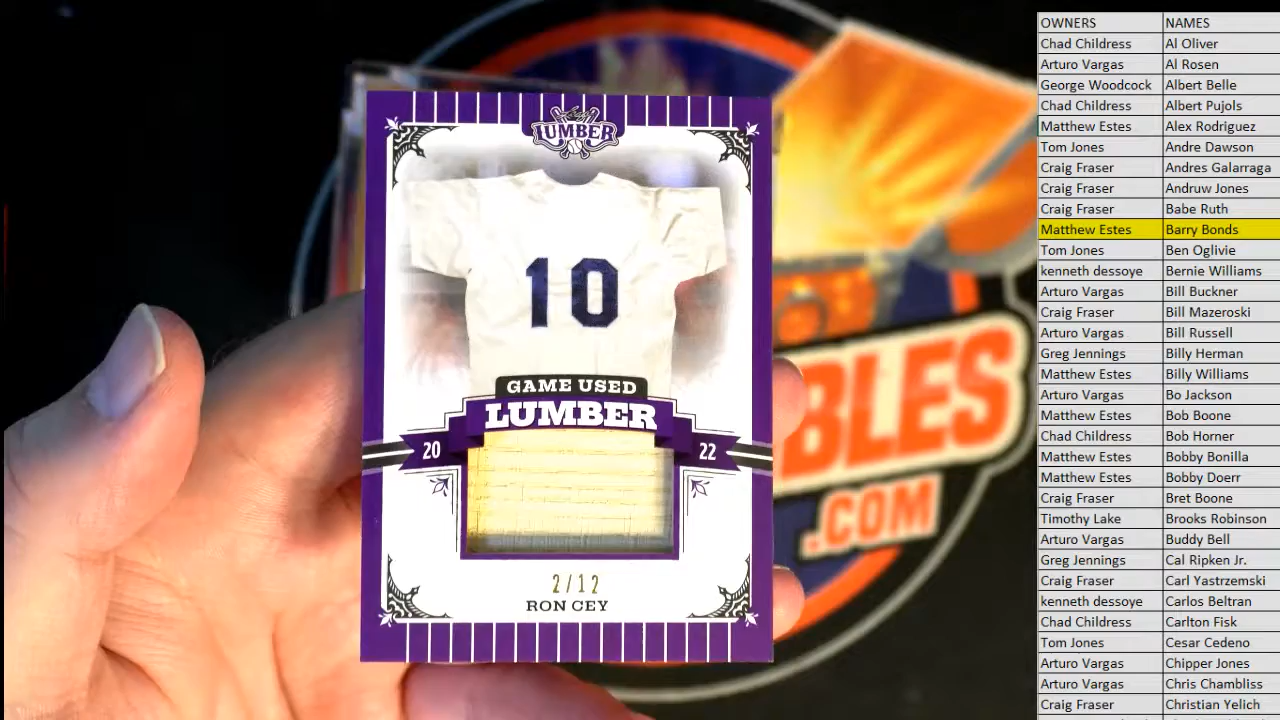 Leaf
LUMBER
10
GAME USED
LUMBER
20 22
2/12
RON CEY
BLES
.COM
OWNERS NAMES
Chad Childress Al Oliver
Arturo Vargas Al Rosen
George Woodcock Albert Belle
Chad Childress Albert Pujols
Matthew Estes Alex Rodriguez
Tom Jones Andre Dawson
Craig Fraser Andres Galarraga
Craig Fraser Andruw Jones
Craig Fraser Babe Ruth
Matthew Estes Barry Bonds
Tom Jones Ben Oglivie
kenneth dessoye Bernie Williams
Arturo Vargas Bill Buckner
Craig Fraser Bill Mazeroski
Arturo Vargas Bill Russell
Greg Jennings Billy Herman
Matthew Estes Billy Williams
Arturo Vargas Bo Jackson
Matthew Estes Bob Boone
Chad Childress Bob Horner
Matthew Estes Bobby Bonilla
Matthew Estes Bobby Doerr
Craig Fraser Bret Boone
Timothy Lake Brooks Robinson
Arturo Vargas Buddy Bell
Greg Jennings Cal Ripken Jr.
Craig Fraser Carl Yastrzemski
kenneth dessoye Carlos Beltran
Chad Childress Carlton Fisk
Tom Jones Cesar Cedeno
Arturo Vargas Chipper Jones
Arturo Vargas Chris Chambliss
Craig Fraser Christian Yelich